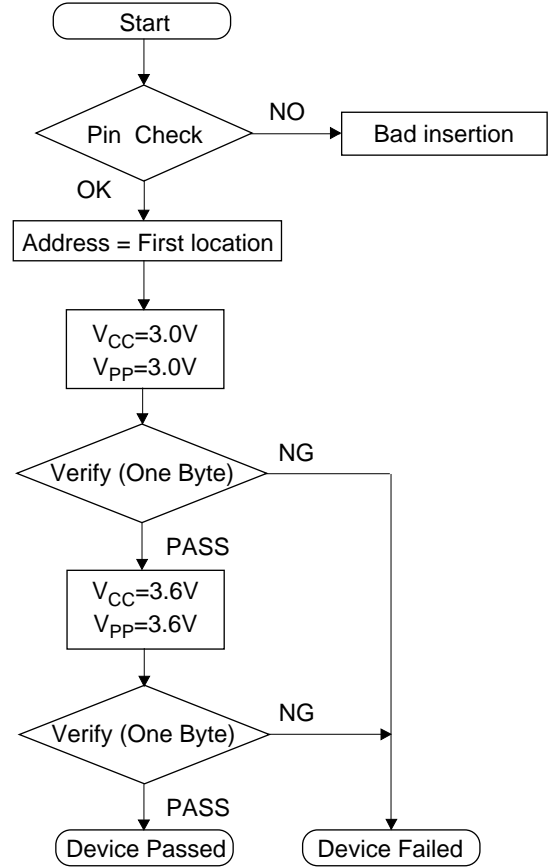 Start
Pin Check
NO
Bad insertion
OK
Address = First location
VCC=3.0V
VPP=3.0V
Verify (One Byte)
NG
PASS
VCC=3.6V
VPP=3.6V
Verify (One Byte)
NG
PASS
Device Passed
Device Failed